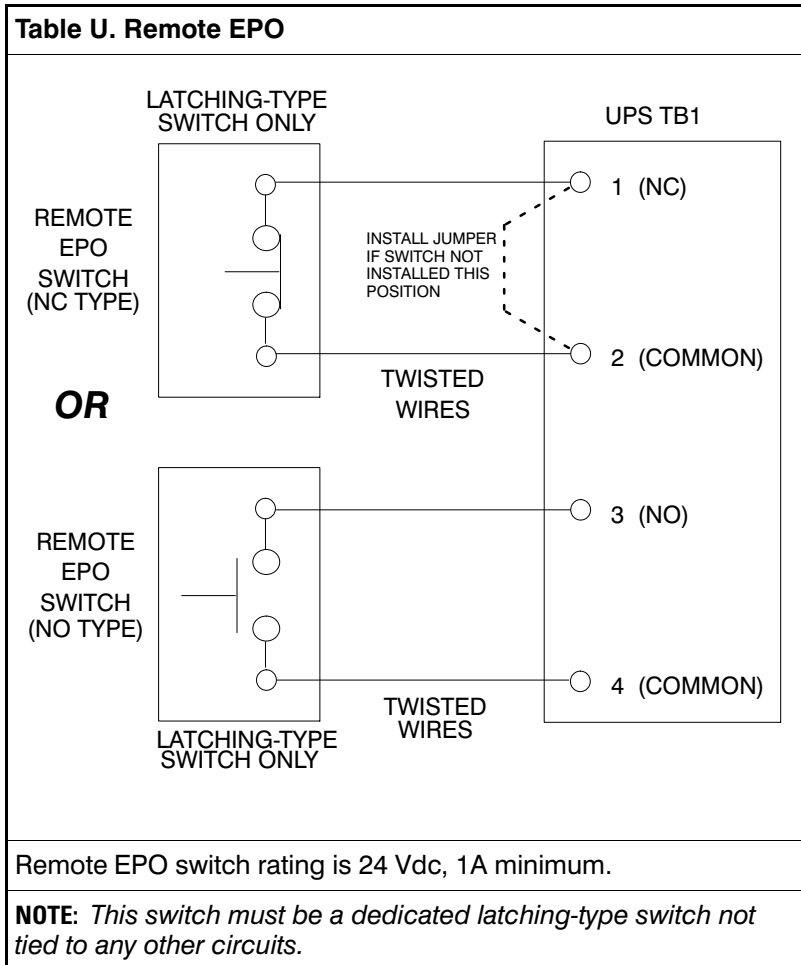 Table U. Remote EPO
LATCHING-TYPE
SWITCH ONLY
UPS TB1
REMOTE
EPO
SWITCH
(NC TYPE)
1 (NC)
INSTALL JUMPER
IF SWITCH NOT
INSTALLED THIS
POSITION
2 (COMMON)
TWISTED
WIRES
OR
REMOTE
EPO
SWITCH
(NO TYPE)
3 (NO)
4 (COMMON)
TWISTED
WIRES
LATCHING-TYPE
SWITCH ONLY
Remote EPO switch rating is 24 Vdc, 1A minimum.
NOTE: This switch must be a dedicated latching-type switch not
tied to any other circuits.